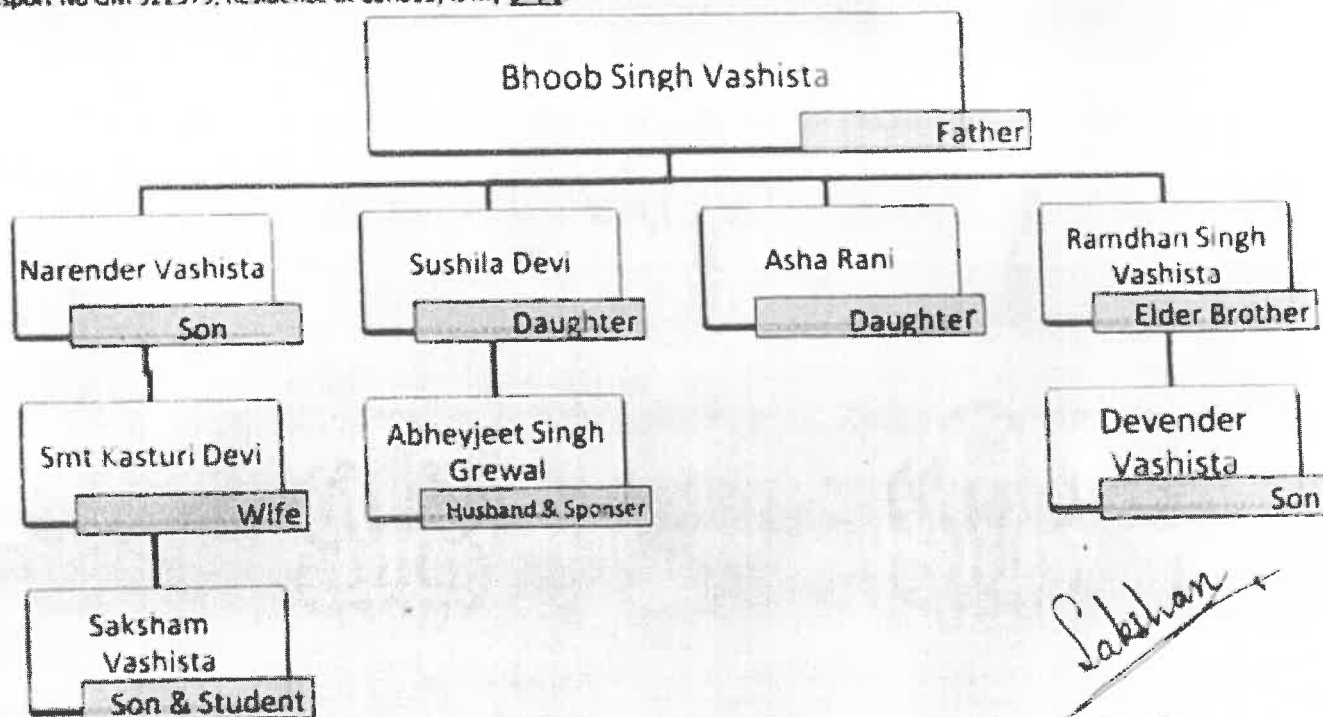 Bhoob Singh Vashista
Father
Narender Vashista
Son
Sushila Devi
Daughter
Asha Rani
Daughter
Ramdhan Singh
Vashista
Elder Brother
Smt Kasturi Devi
Wife
Abheyjeet Singh
Grewal
Husband & Sponser
Devender
Vashista
Son
Saksham
Vashista
Son & Student